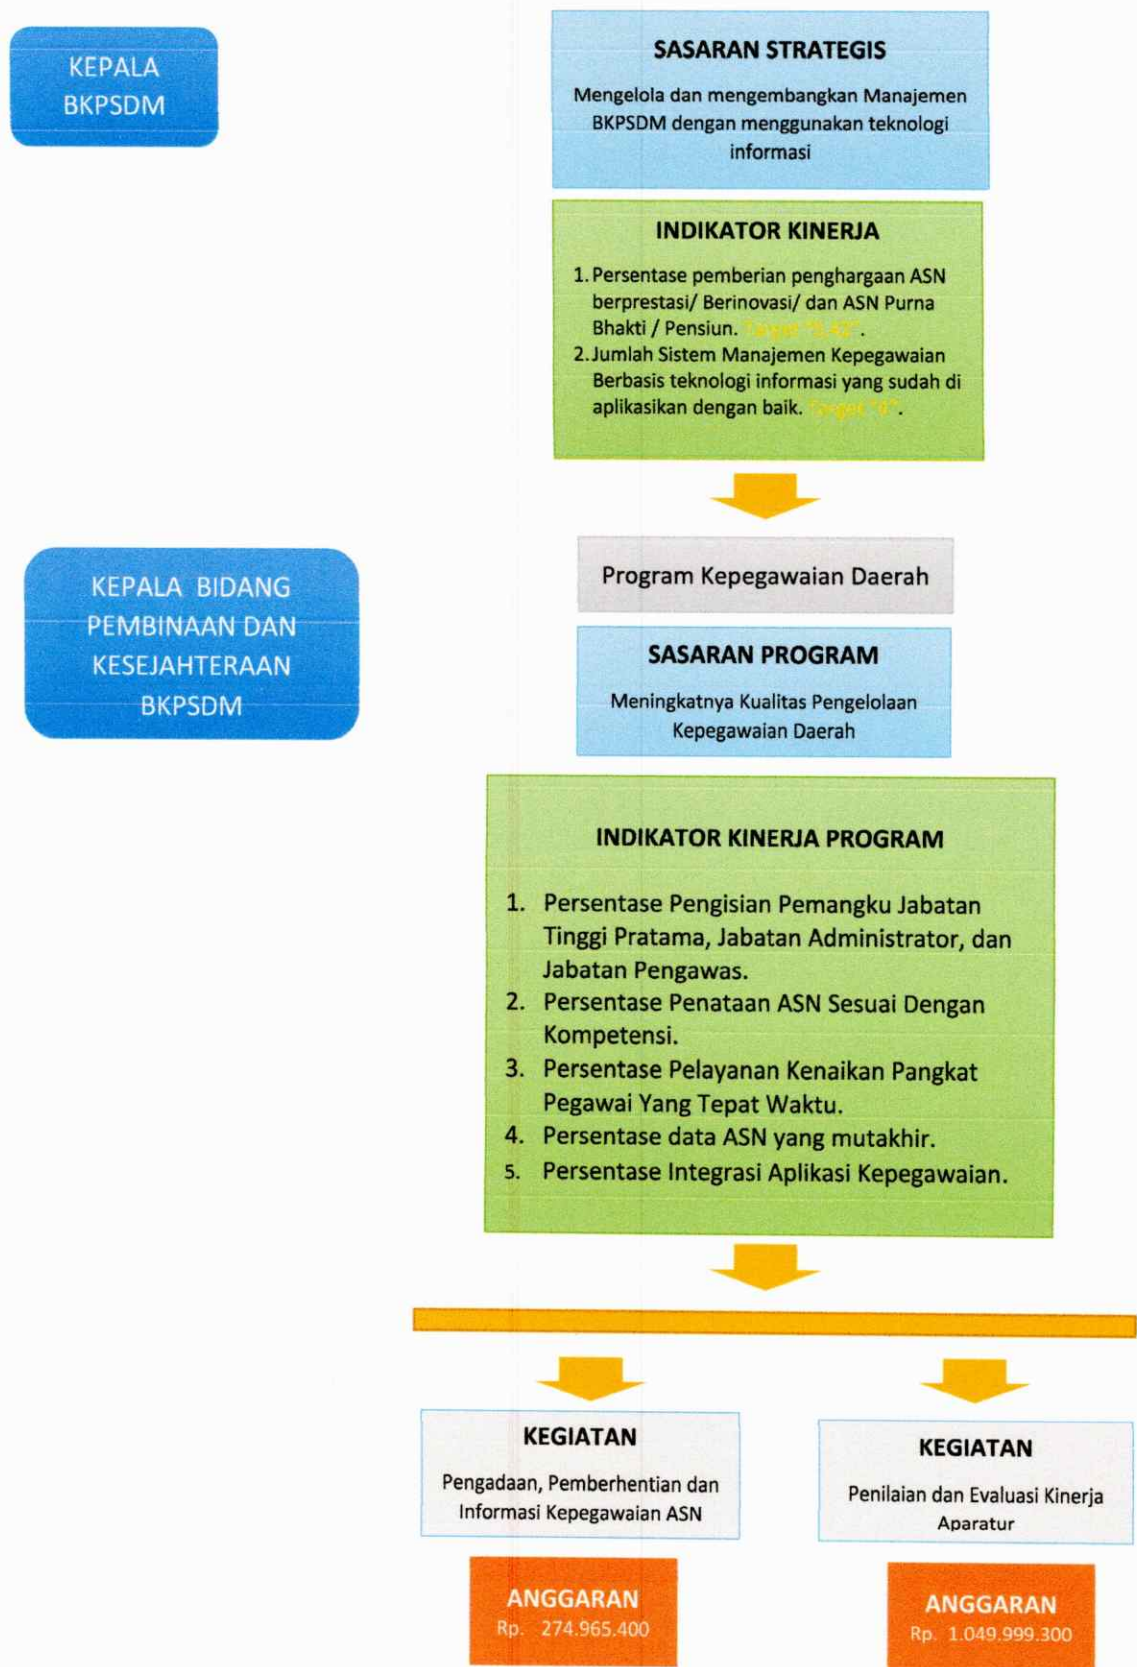 KEPALA
BKPSDM
SASARAN STRATEGIS
Mengelola dan mengembangkan Manajemen
BKPSDM dengan menggunakan teknologi
informasi
INDIKATOR KINERJA
1. Persentase pemberian penghargaan ASN
berprestasi/ Berinovasi/ dan ASN Purna
Bhakti / Pensiun. Target
2. Jumlah Sistem Manajemen Kepegawaian
Berbasis teknologi informasi yang sudah di
aplikasikan dengan baik. Target
KEPALA BIDANG
PEMBINAAN DAN
KESEJAHTERAAN
BKPSDM
Program Kepegawaian Daerah
SASARAN PROGRAM
Meningkatnya Kualitas Pengelolaan
Kepegawaian Daerah
INDIKATOR KINERJA PROGRAM
1. Persentase Pengisian Pemangku Jabatan
Tinggi Pratama, Jabatan Administrator, dan
Jabatan Pengawas.
2. Persentase Penataan ASN Sesuai Dengan
Kompetensi.
3. Persentase Pelayanan Kenaikan Pangkat
Pegawai Yang Tepat Waktu.
4. Persentase data ASN yang mutakhir.
5. Persentase Integrasi Aplikasi Kepegawaian.
KEGIATAN
Pengadaan, Pemberhentian dan
Informasi Kepegawaian ASN
ANGGARAN
Rp. 274.965.400
KEGIATAN
Penilaian dan Evaluasi Kinerja
Aparatur
ANGGARAN
Rp. 1.049.999.300